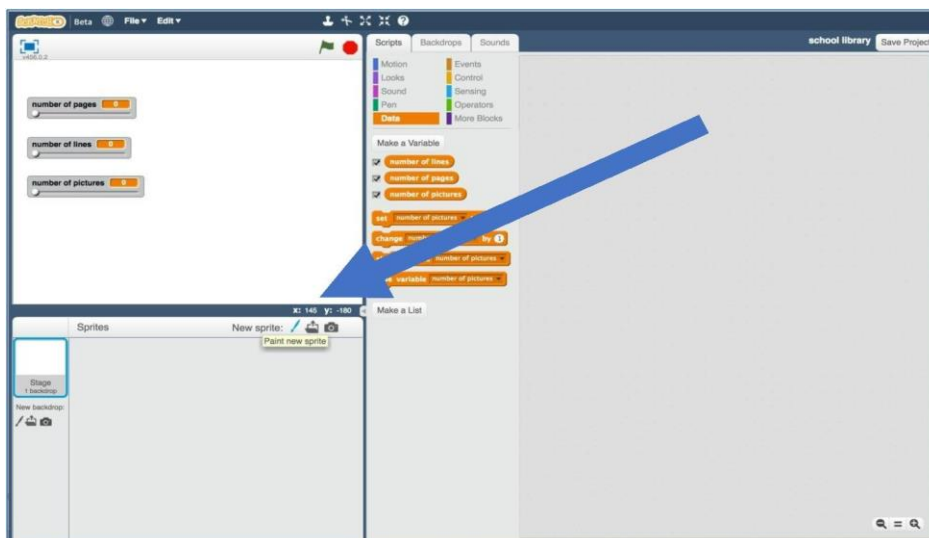 Beta File▼ Edit▼
v456.0.2
number of pages 0
number of lines 0
number of pictures 0
X: 145 y: -180
Sprites New sprite:
Paint new sprite
Stage
1 backdrop
New backdrop:
Scripts Backdrops Sounds
Motion Events
Looks Control
Sound Sensing
Pen Operators
Data More Blocks
Make a Variable
number of lines
number of pages
number of pictures
set number of pictures
change by 1
number of pictures
variable number of pictures
Make a List
school library Save Project